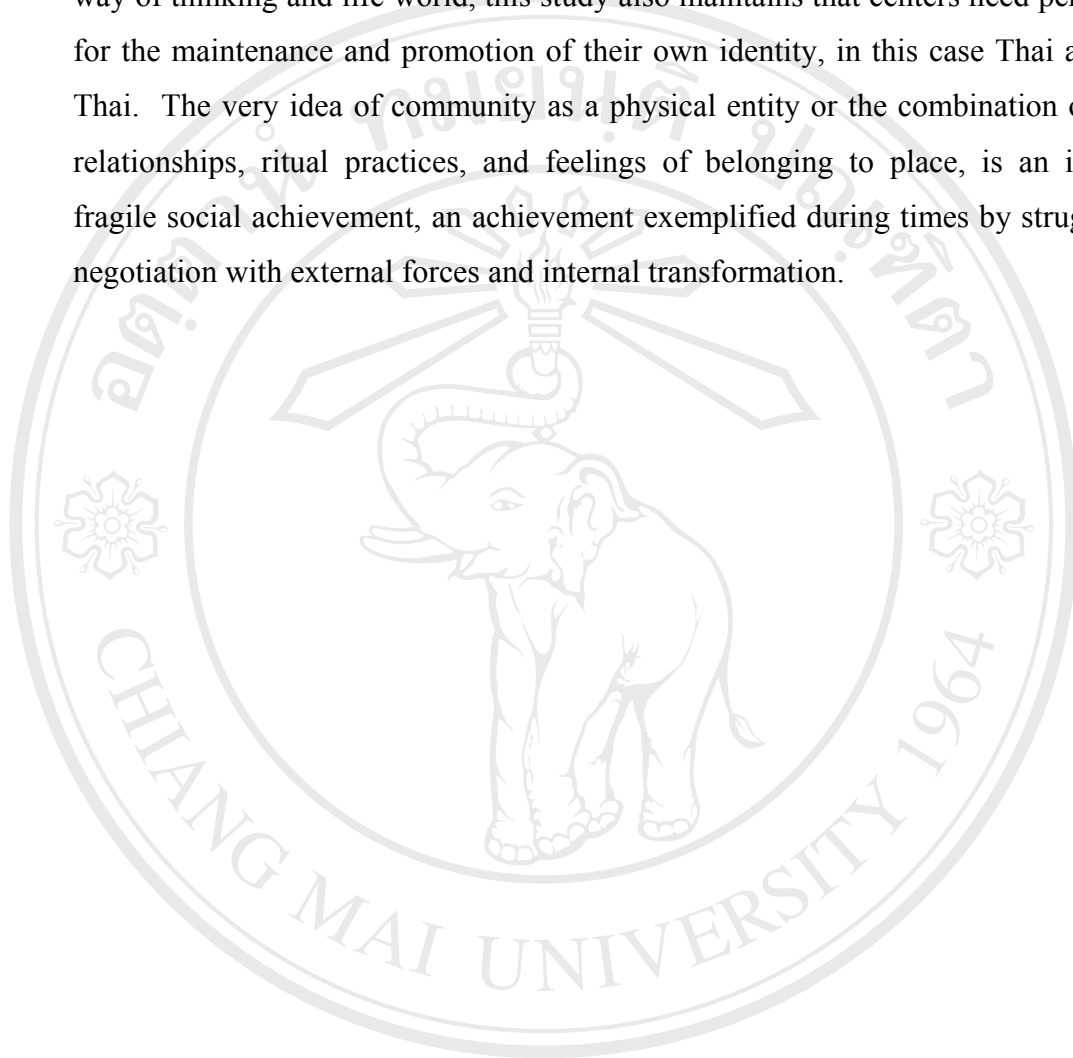 way of thinking and life world, this study also maintains that centers need
for the maintenance and promotion of their own identity, in this case Thai
Thai. The very idea of community as a physical entity or the combination
relationships, ritual practices, and feelings of belonging to place, is an
fragile social achievement, an achievement exemplified during times by
negotiation with external forces and internal transformation.
CHIANG MAI UNIVERSITY 1964